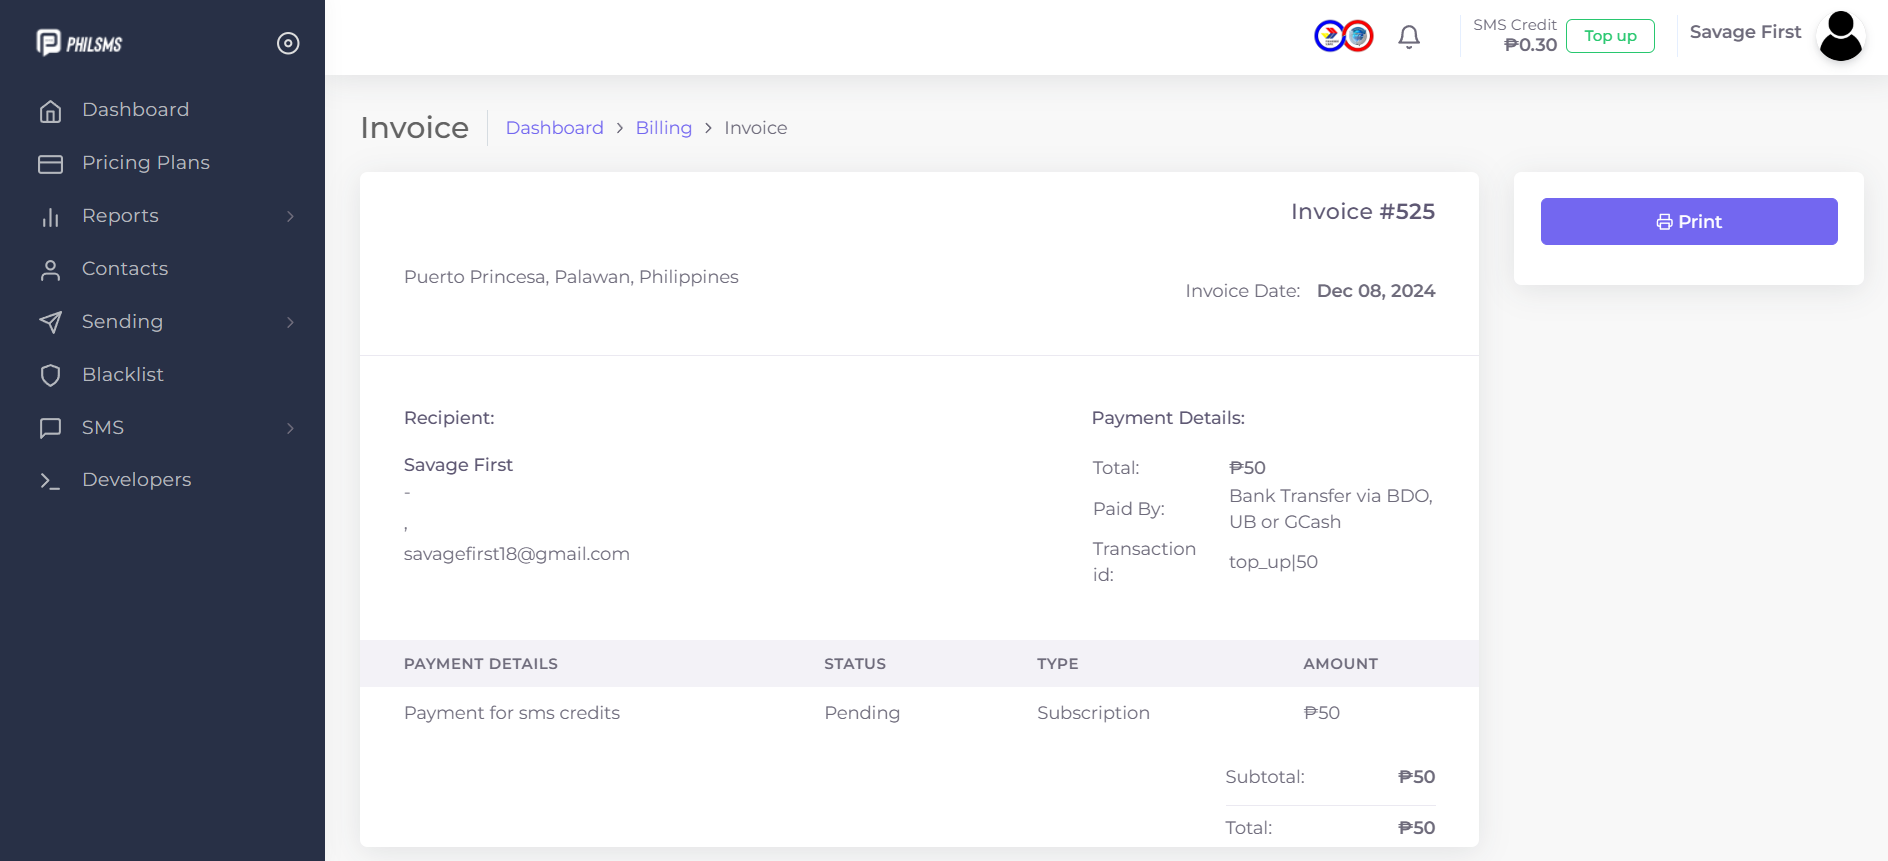 PHILSMS
Dashboard
Pricing Plans
Reports
Contacts
Sending
Blacklist
SMS
Developers
SMS Credit
₱0.30
Top up
Savage First
Invoice
Dashboard > Billing > Invoice
Invoice #525
Puerto Princesa, Palawan, Philippines
Invoice Date: Dec 08, 2024
Print
Recipient:
Savage First
-
,
savagefirst18@gmail.com
Payment Details:
Total: ₱50
Paid By: Bank Transfer via BDO,
UB or GCash
Transaction
id: top_up|50
PAYMENT DETAILS STATUS TYPE AMOUNT
Payment for sms credits Pending Subscription ₱50
Subtotal: ₱50
Total: ₱50